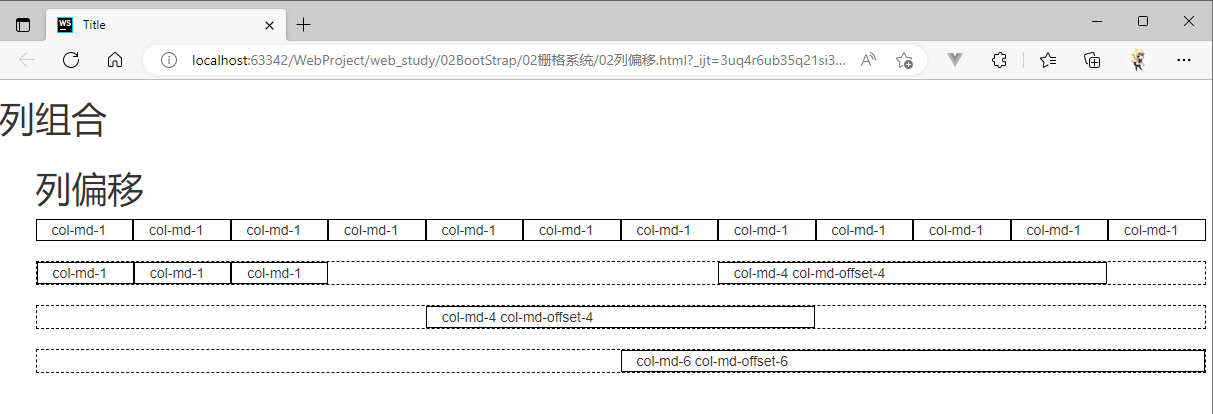 WS Title
localhost:63342/WebProject/web_study/02BootStrap/02栅格系统/02列偏移.html?_ijt=3uq4r6ub35q21si3...
列组合
列偏移
col-md-1 col-md-1 col-md-1 col-md-1 col-md-1 col-md-1 col-md-1 col-md-1 col-md-1 col-md-1 col-md-1 col-md-1
col-md-1 col-md-1 col-md-1 col-md-4 col-md-offset-4
col-md-4 col-md-offset-4
col-md-6 col-md-offset-6